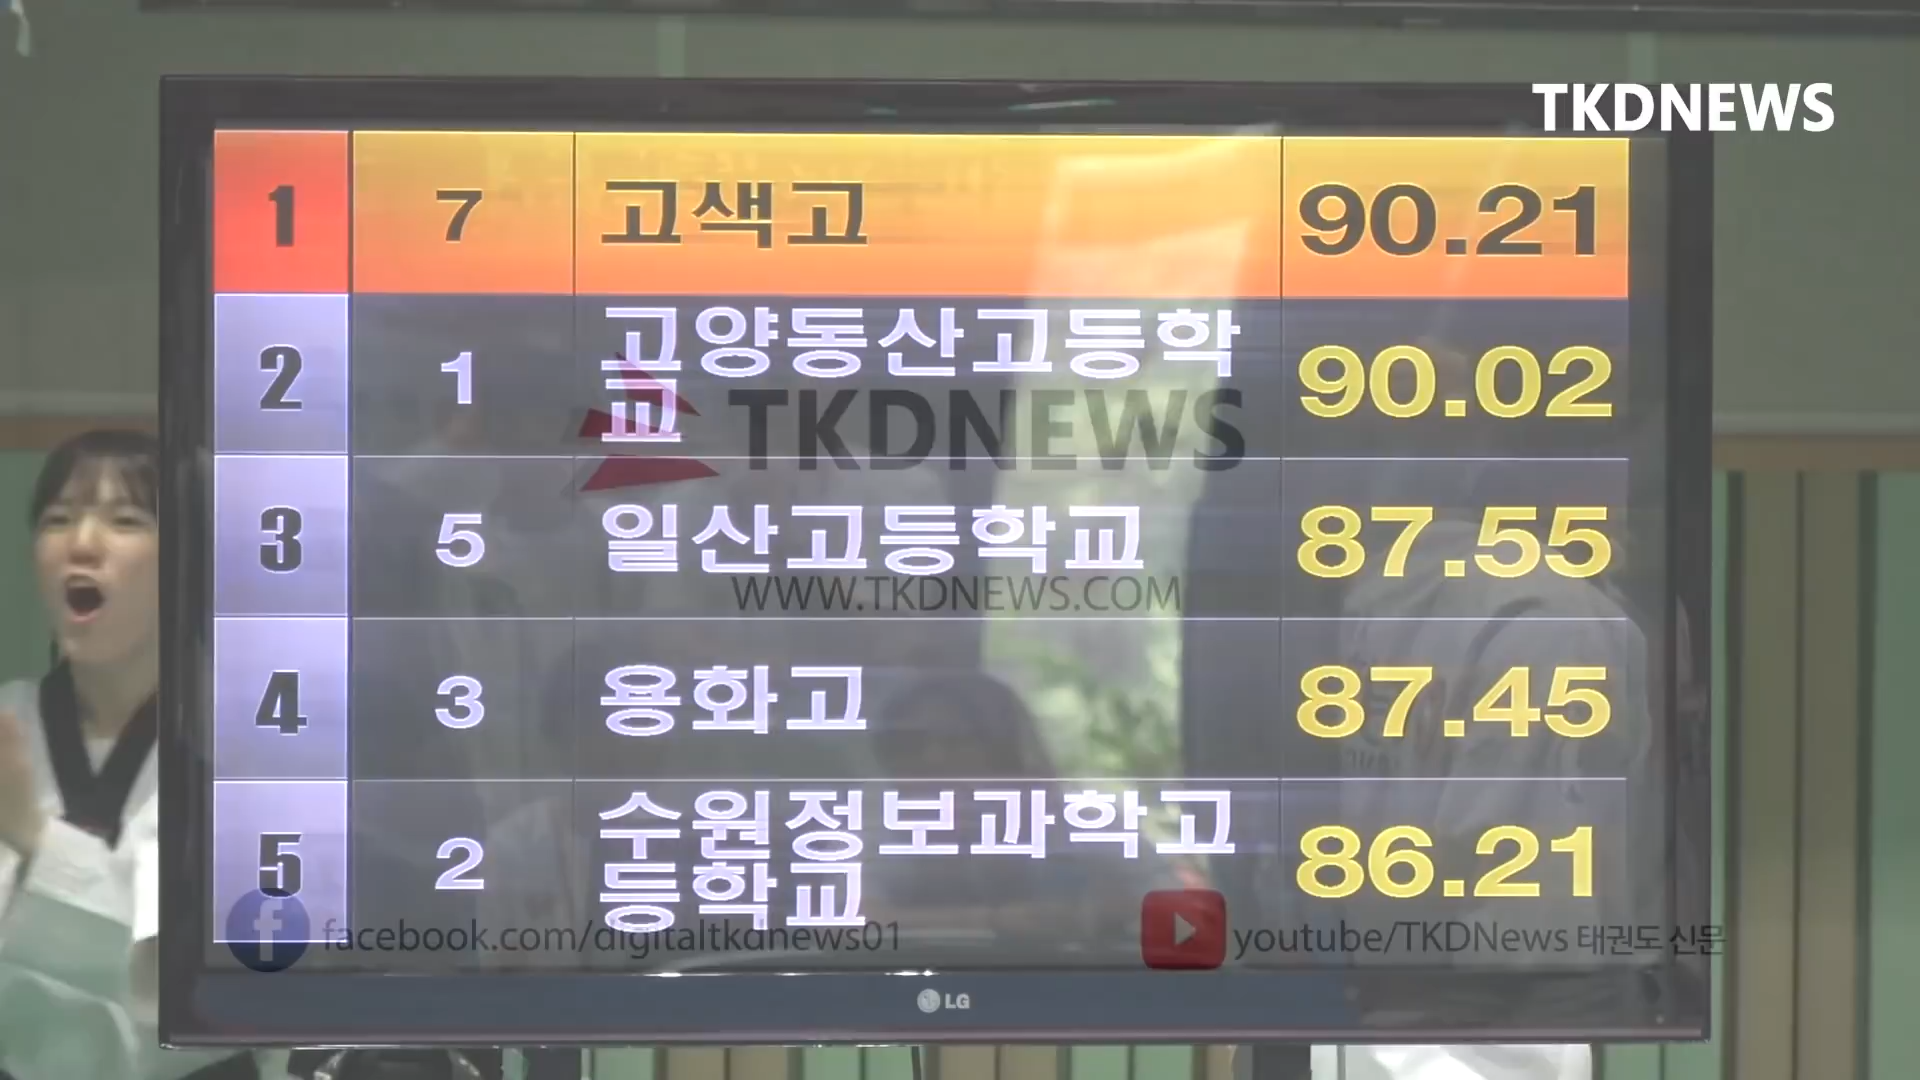 TKDNEWS
1 7 고색고 90.21
2 1 고양동산고등학 90.02
교
TKDNEWS
3 5 일산고등학교 87.55
WWW.TKDNEWS.COM
4 3 용화고 87.45
5 2 수원정보과학고 86.21
등학교
facebook.com/digitaltkdnews01
youtube/TKDNews 태권도 신문
LG